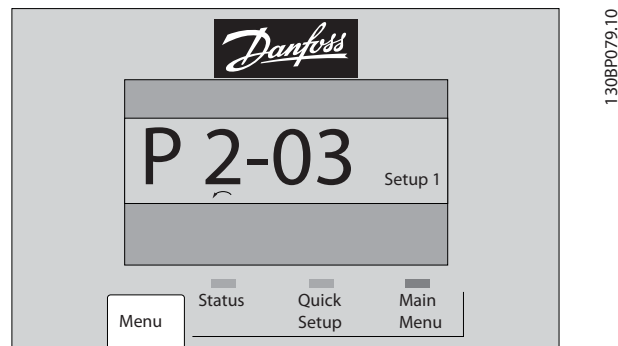 Danfoss
P 2-03
Setup 1
Status
Quick Setup
Main Menu
Menu
130BP079.10